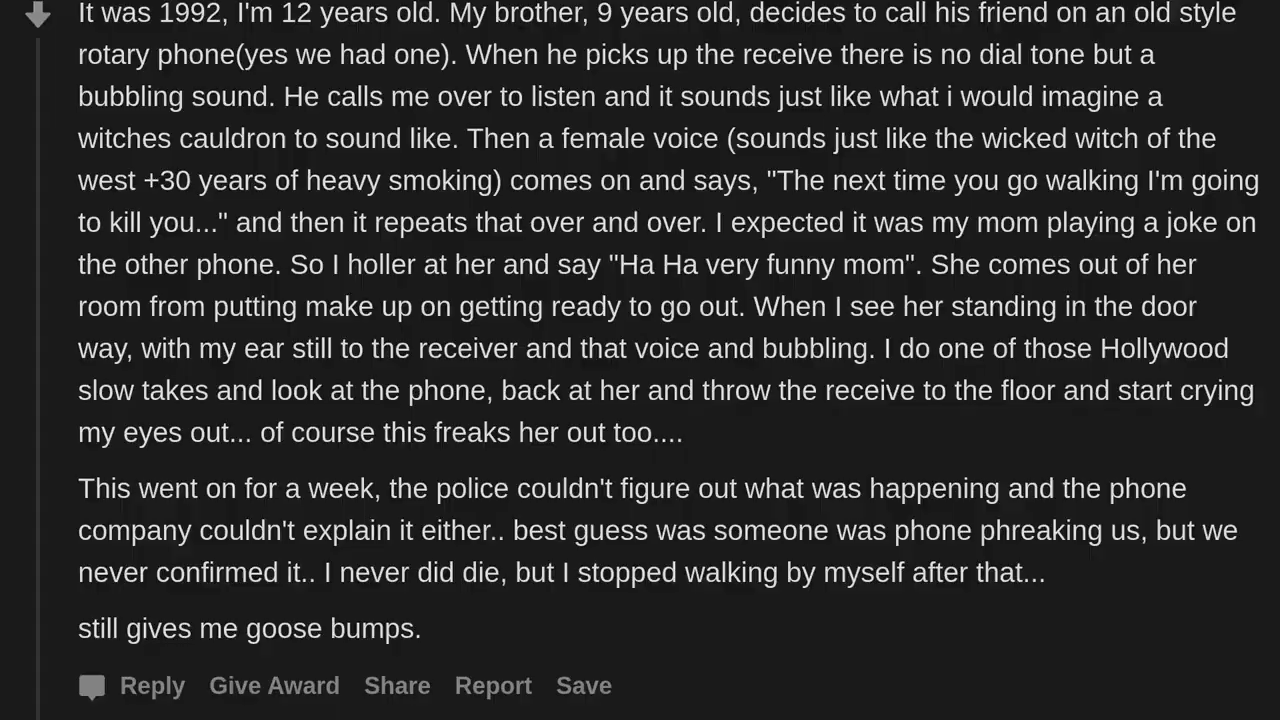 It was 1992, I'm 12 years old. My brother, 9 years old, decides to call his friend on an old style
rotary phone(yes we had one). When he picks up the receive there is no dial tone but a
bubbling sound. He calls me over to listen and it sounds just like what i would imagine a
witches cauldron to sound like. Then a female voice (sounds just like the wicked witch of the
west +30 years of heavy smoking) comes on and says, "The next time you go walking I'm going
to kill you..." and then it repeats that over and over. I expected it was my mom playing a joke on
the other phone. So I holler at her and say "Ha Ha very funny mom". She comes out of her
room from putting make up on getting ready to go out. When I see her standing in the door
way, with my ear still to the receiver and that voice and bubbling. I do one of those Hollywood
slow takes and look at the phone, back at her and throw the receive to the floor and start crying
my eyes out... of course this freaks her out too....
This went on for a week, the police couldn't figure out what was happening and the phone
company couldn't explain it either.. best guess was someone was phone phreaking us, but we
never confirmed it.. I never did die, but I stopped walking by myself after that...
still gives me goose bumps.
Reply Give Award Share Report Save